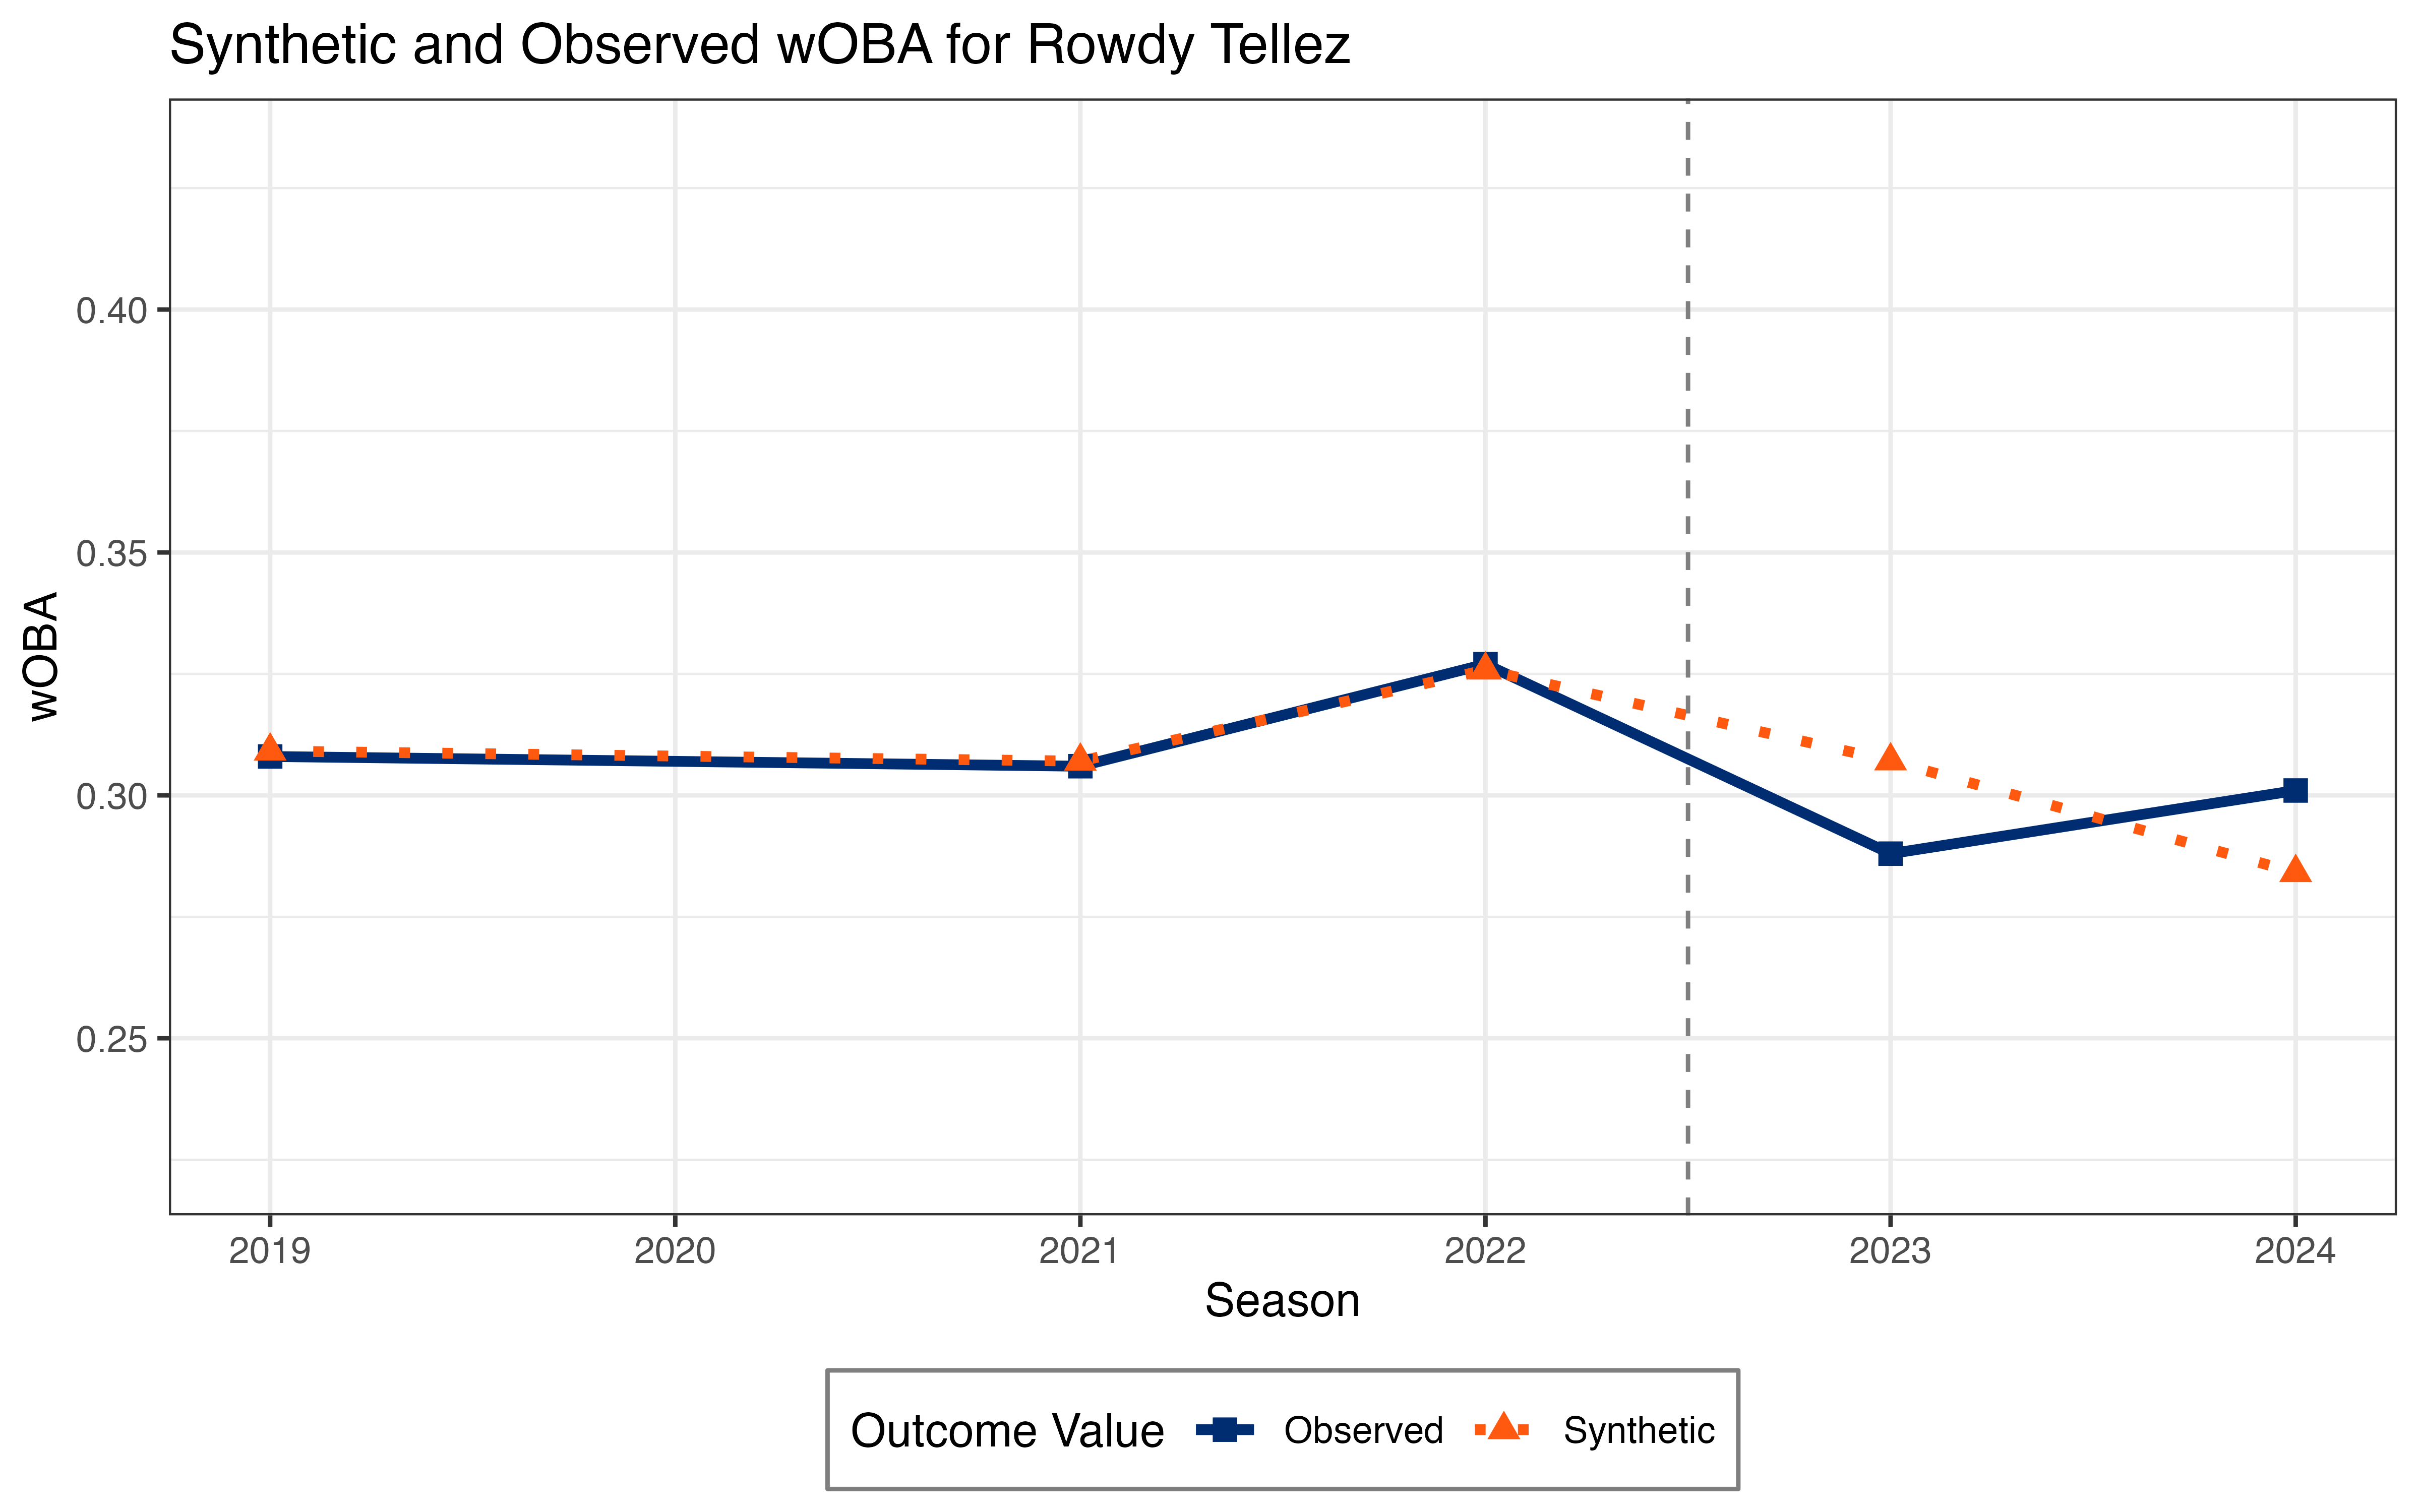 Synthetic and Observed wOBA for Rowdy Tellez
wOBA
0.40
0.35
0.30
0.25
2019 2020 2021 2022 2023 2024
Season
Outcome Value Observed Synthetic